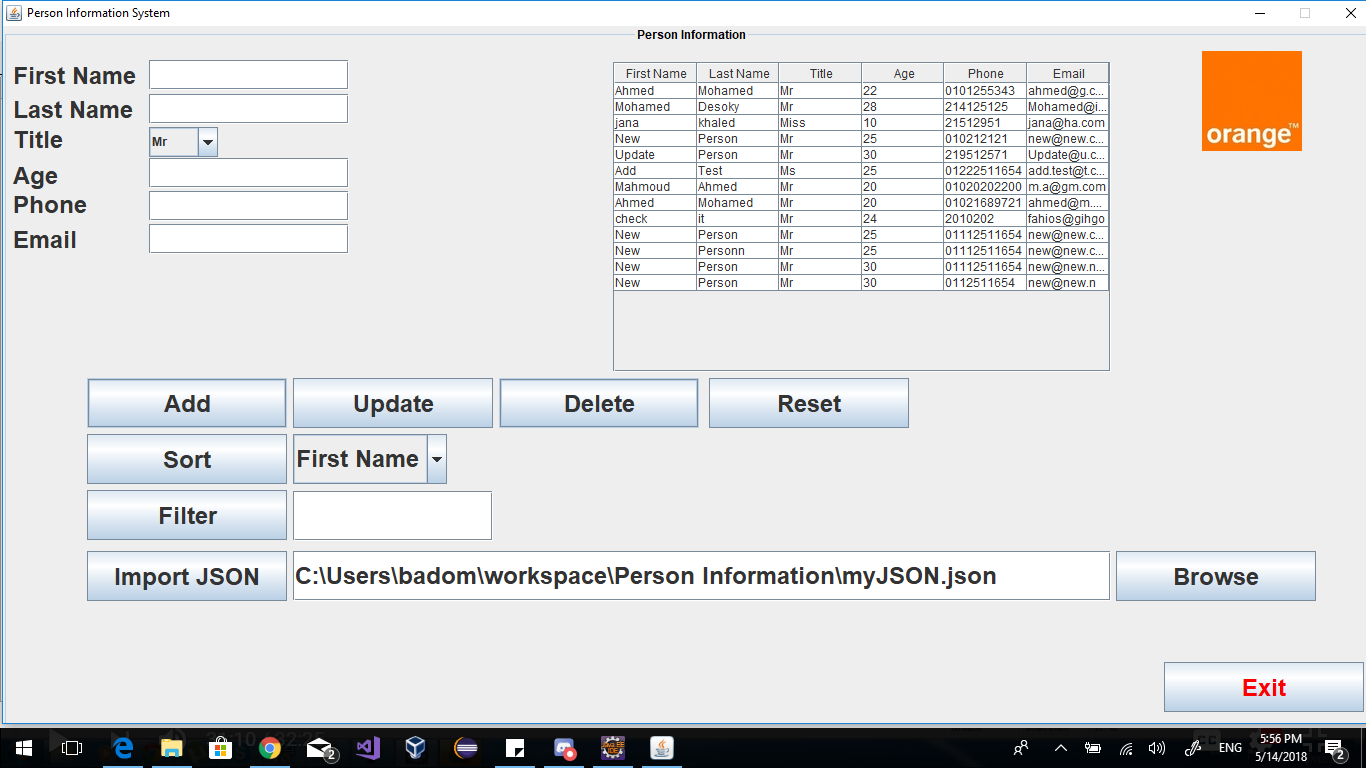 Person Information System
Person Information
First Name
Last Name
Title
Mr
Age
Phone
Email
First Name Last Name Title Age Phone Email
Ahmed Mohamed Mr 22 0101255343 ahmed@g.c...
Mohamed Desoky Mr 28 214125125 Mohamed@i...
jana khaled Miss 10 21512951 jana@ha.com
New Person Mr 25 010212121 new@new.c...
Update Person Mr 30 219512571 Update@u.c...
Add Test Ms 25 01222511654 add.test@t.c...
Mahmoud Ahmed Mr 20 01020202200 m.a@gm.com
Ahmed Mohamed Mr 20 01021689721 ahmed@m....
check it Mr 24 2010202 fahios@gihgo
New Person Mr 25 01112511654 new@new.c...
New Personn Mr 25 01112511654 new@new.c...
New Person Mr 30 01112511654 new@new.n...
New Person Mr 30 0112511654 new@new.n
orange™
Add Update Delete Reset
Sort First Name
Filter
Import JSON C:\Users\badom\workspace\Person Information\myJSON.json Browse
Exit
2
JAVA EE
IDE
ENG
5:56 PM
5/14/2018
2